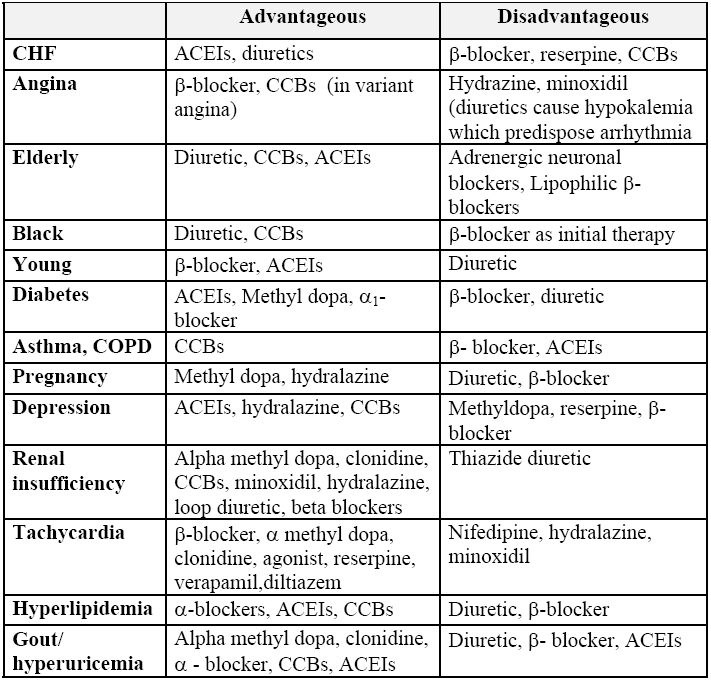 Advantageous Disadvantageous
CHF ACEIs, diuretics β-blocker, reserpine, CCBs
Angina β-blocker, CCBs (in variant Hydrazine, minoxidil
angina) (diuretics cause hypokalemia
which predispose arrhythmia
Elderly Diuretic, CCBs, ACEIs Adrenergic neuronal
blockers, Lipophilic β-
blockers
Black Diuretic, CCBs β-blocker as initial therapy
Young β-blocker, ACEIs Diuretic
Diabetes ACEIs, Methyl dopa, α1- β-blocker, diuretic
blocker
Asthma, COPD CCBs β- blocker, ACEIs
Pregnancy Methyl dopa, hydralazine Diuretic, β-blocker
Depression ACEIs, hydralazine, CCBs Methyldopa, reserpine, β-
blocker
Renal Alpha methyl dopa, clonidine, Thiazide diuretic
insufficiency CCBs, minoxidil, hydralazine,
loop diuretic, beta blockers
Tachycardia β-blocker, α methyl dopa, Nifedipine, hydralazine,
clonidine, agonist, reserpine, minoxidil
verapamil,diltiazem
Hyperlipidemia α-blockers, ACEIs, CCBs Diuretic, β-blocker
Gout/ Alpha methyl dopa, clonidine, Diuretic, β- blocker, ACEIs
hyperuricemia α - blocker, CCBs, ACEIs